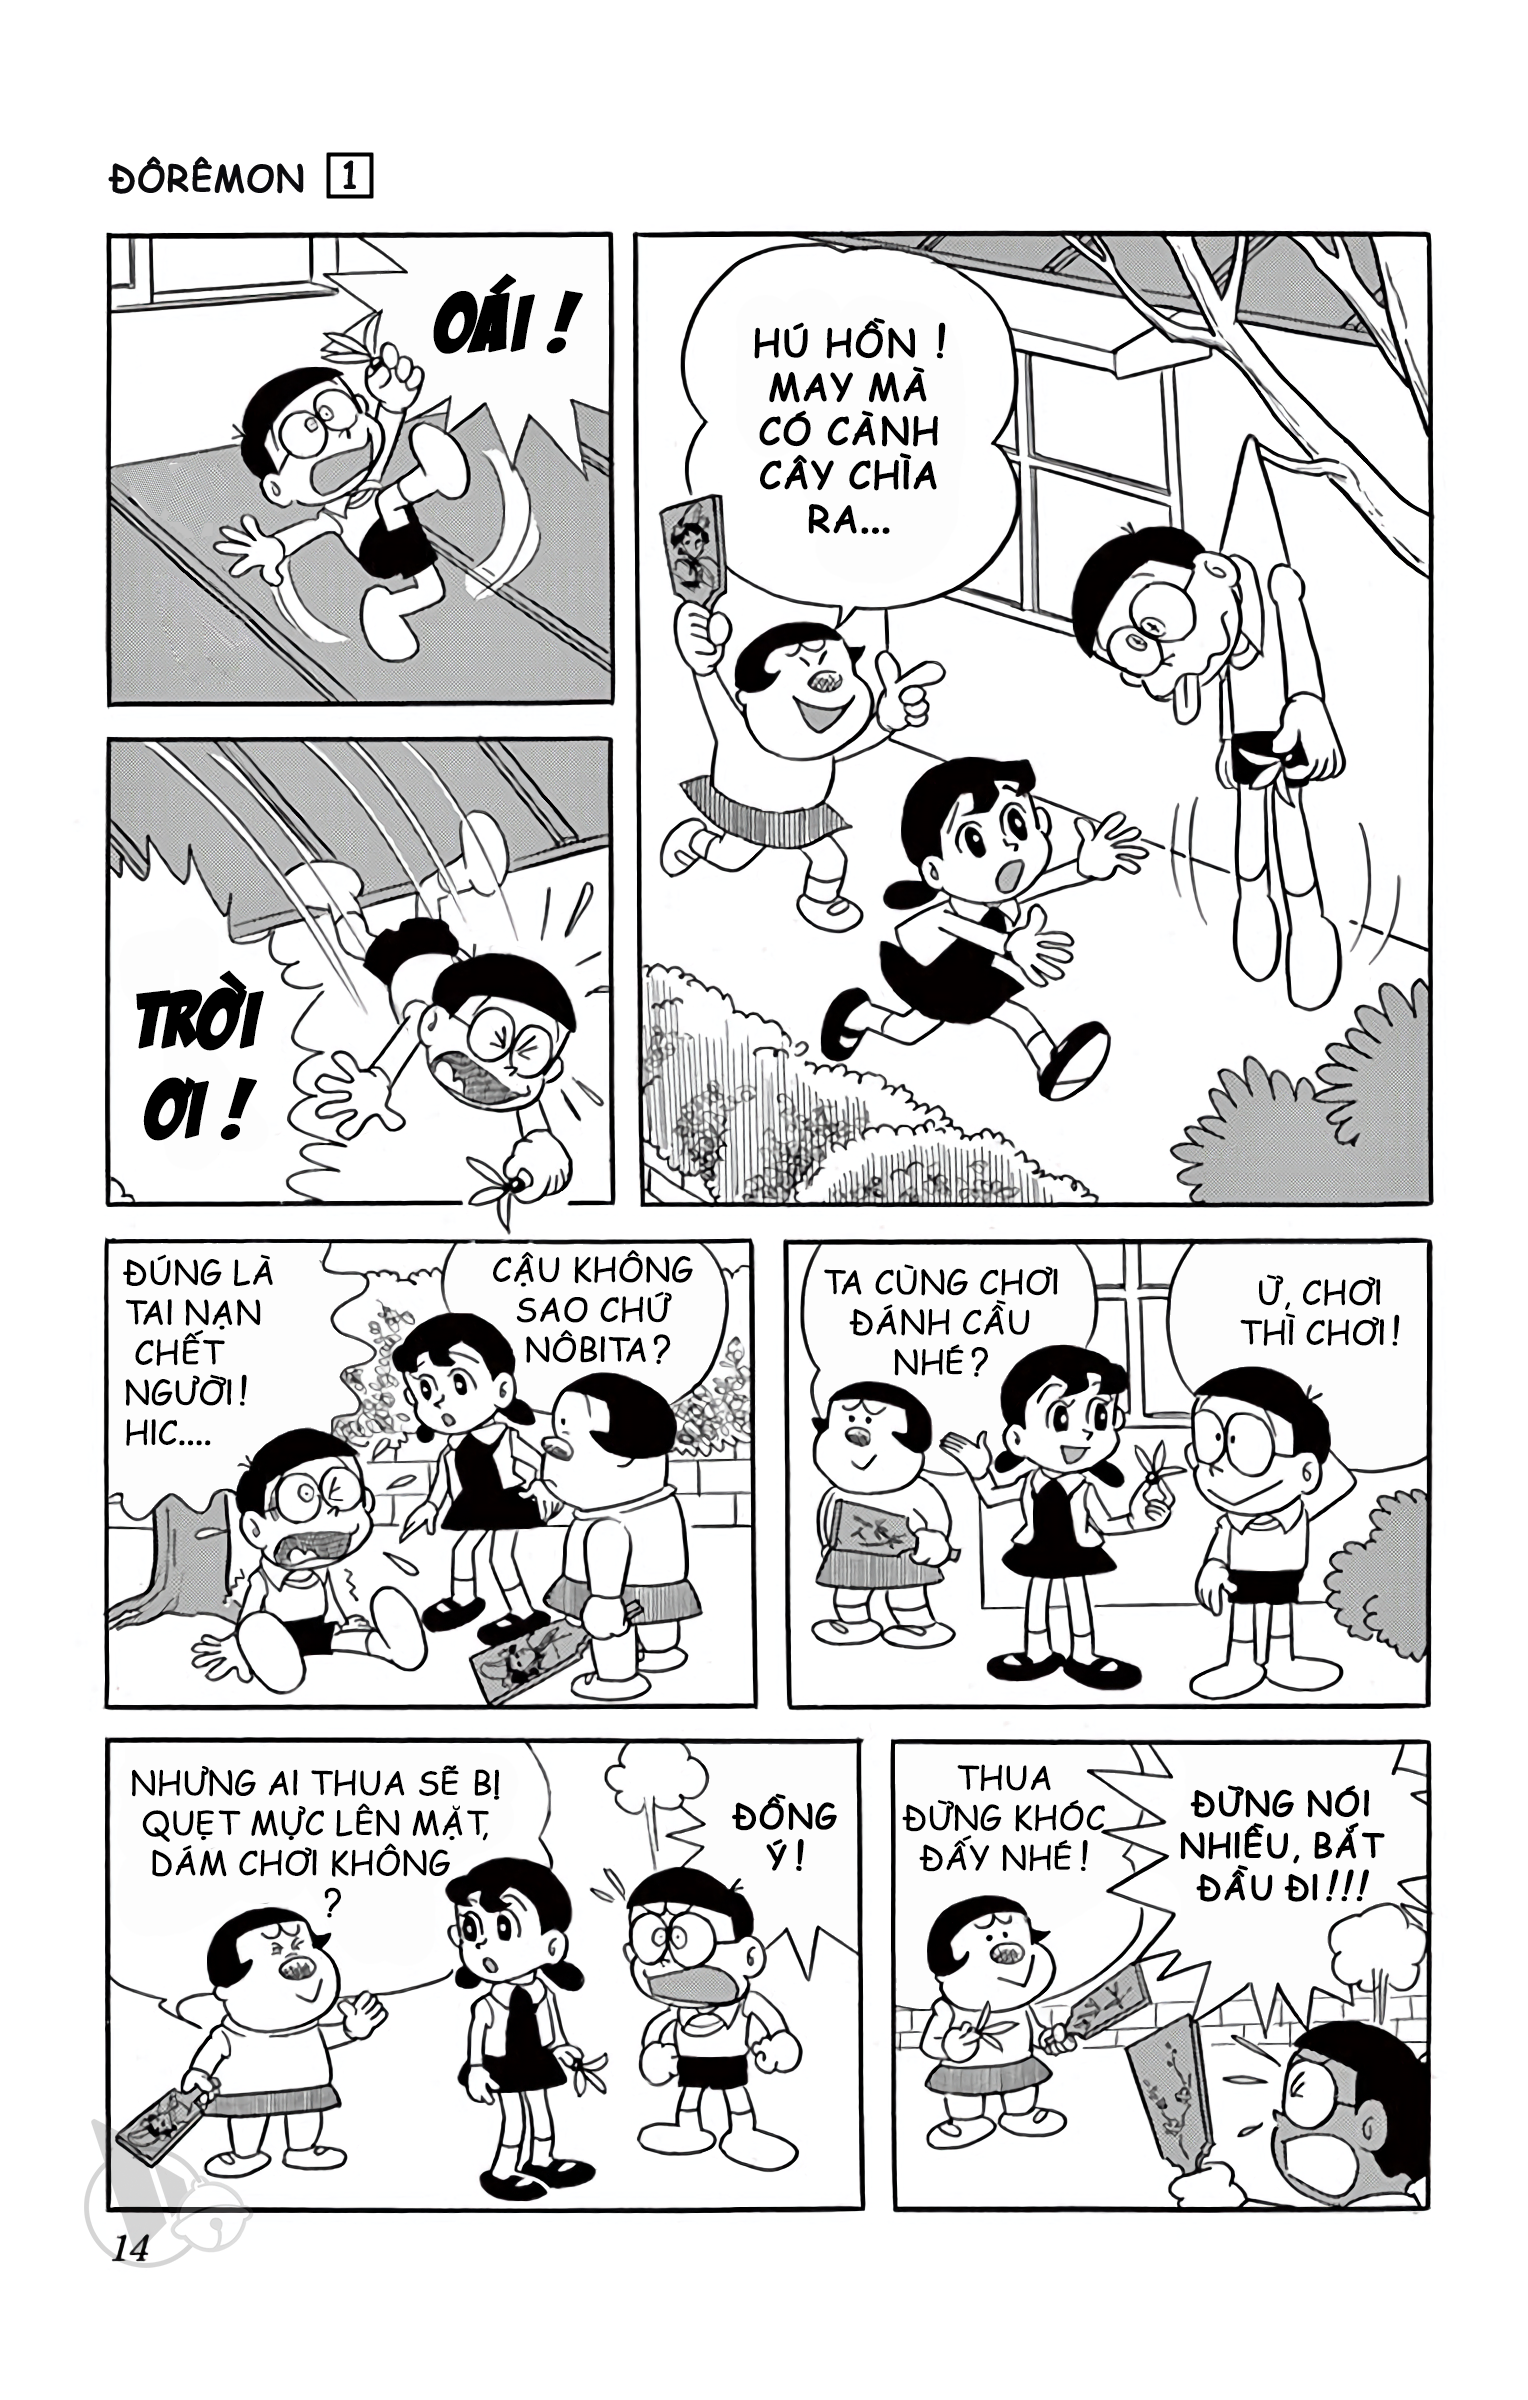 ĐÔRÊMON 1
OÁI!
HÚ HỒN!
MAY MÀ
CÓ CÀNH
CÂY CHÌA
RA...
TRỜI
ƠI!
ĐÚNG LÀ
TAI NẠN
CHẾT
NGƯỜI!
HIC....
CẬU KHÔNG
SAO CHỨ
NÔBITA?
TA CÙNG CHƠI
ĐÁNH CẦU
NHÉ?
Ừ, CHƠI
THÌ CHƠI!
NHƯNG AI THUA SẼ BỊ
QUẸT MỰC LÊN MẶT,
DÁM CHƠI KHÔNG
?
ĐỒNG
Ý!
THUA
ĐỪNG KHÓC
ĐẤY NHÉ!
ĐỪNG NÓI
NHIỀU, BẮT
ĐẦU ĐI!!!
14